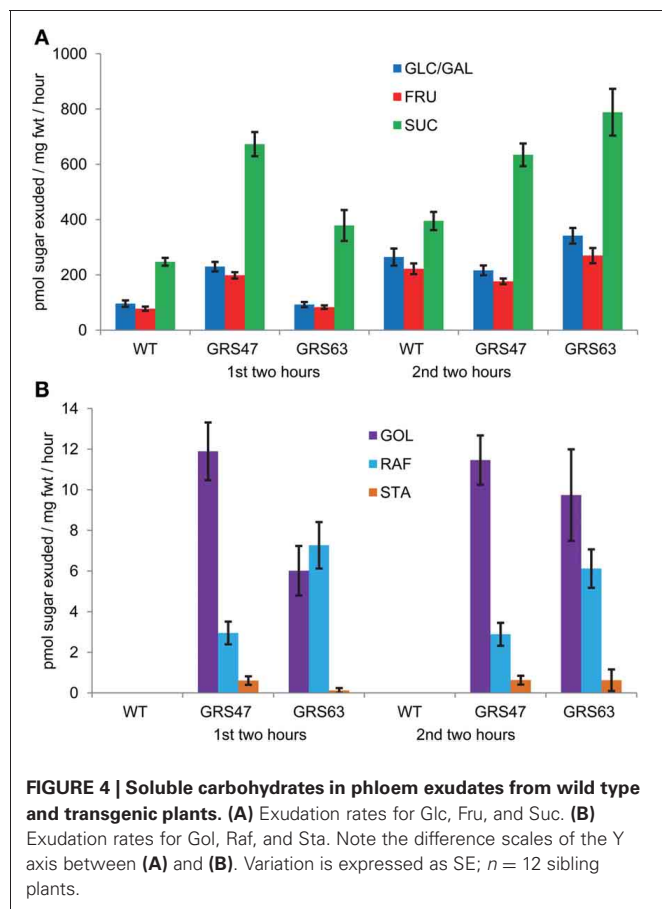 A
pmol sugar exuded / mg fwt / hour
1000
800
600
400
200
0
GLC/GAL
FRU
SUC
WT GRS47 GRS63 WT GRS47 GRS63
1st two hours 2nd two hours
B
pmol sugar exuded / mg fwt / hour
14
12
10
8
6
4
2
0
GOL
RAF
STA
WT GRS47 GRS63 WT GRS47 GRS63
1st two hours 2nd two hours
FIGURE 4 | Soluble carbohydrates in phloem exudates from wild type
and transgenic plants. (A) Exudation rates for Glc, Fru, and Suc. (B)
Exudation rates for Gol, Raf, and Sta. Note the difference scales of the Y
axis between (A) and (B). Variation is expressed as SE; n = 12 sibling
plants.